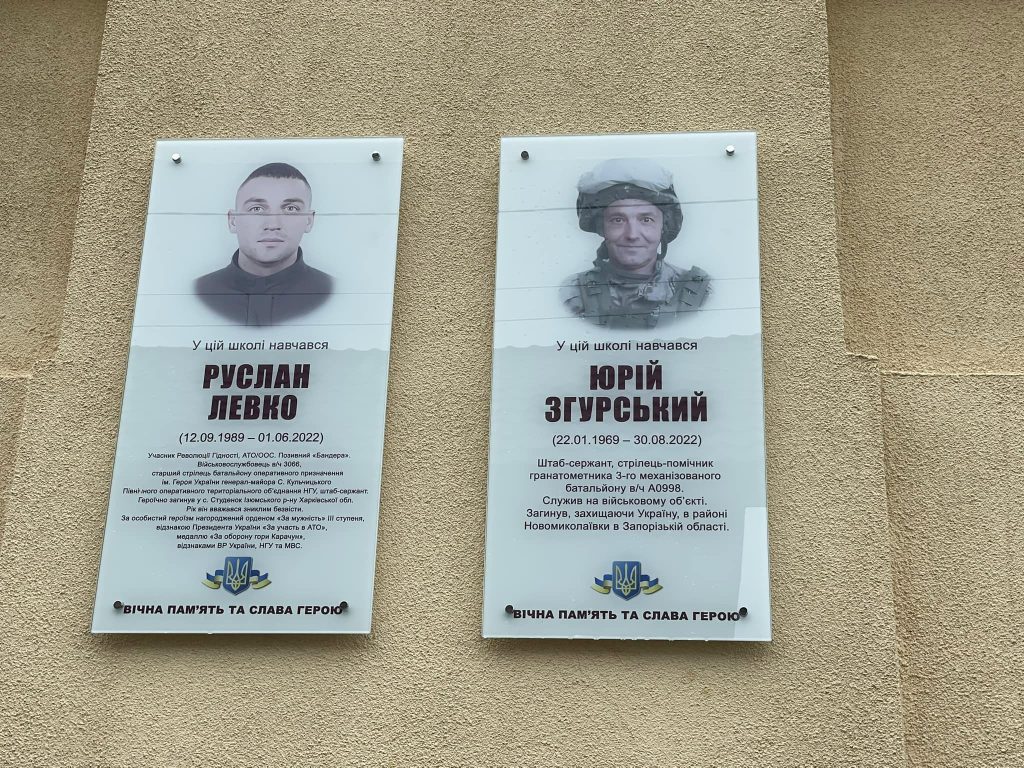 У цій школі навчався
РУСЛАН
ЛЕВКО
(12.09.1989 – 01.06.2022)
Учасник Революції Гідності, АТО/ООС. Позивний «Бандера».
Військовослужбовець в/ч 3066,
старший стрілець батальйону оперативного призначення
ім. Героя України генерал-майора С. Кульчицького
Північного оперативного територіального об'єднання НГУ, штаб-сержант.
Героїчно загинув у с. Студенок Ізюмського р-ну Харківської обл.
Рік він вважався зниклим безвісти.
За особистий героїзм нагороджений орденом «За мужність» ІІІ ступеня,
відзнакою Президента України «За участь в АТО»,
медаллю «За оборону гори Карачун»,
відзнаками ВР України, НГУ та МВС.
ВІЧНА ПАМ'ЯТЬ ТА СЛАВА ГЕРОЮ
У цій школі навчався
ЮРІЙ
ЗГУРСЬКИЙ
(22.01.1969 – 30.08.2022)
Штаб-сержант, стрілець-помічник
гранатометника 3-го механізованого
батальйону в/ч А0998.
Служив на військовому об'єкті.
Загинув, захищаючи Україну, в районі
Новомиколаївки в Запорізькій області.
ВІЧНА ПАМ'ЯТЬ ТА СЛАВА ГЕРОЮ